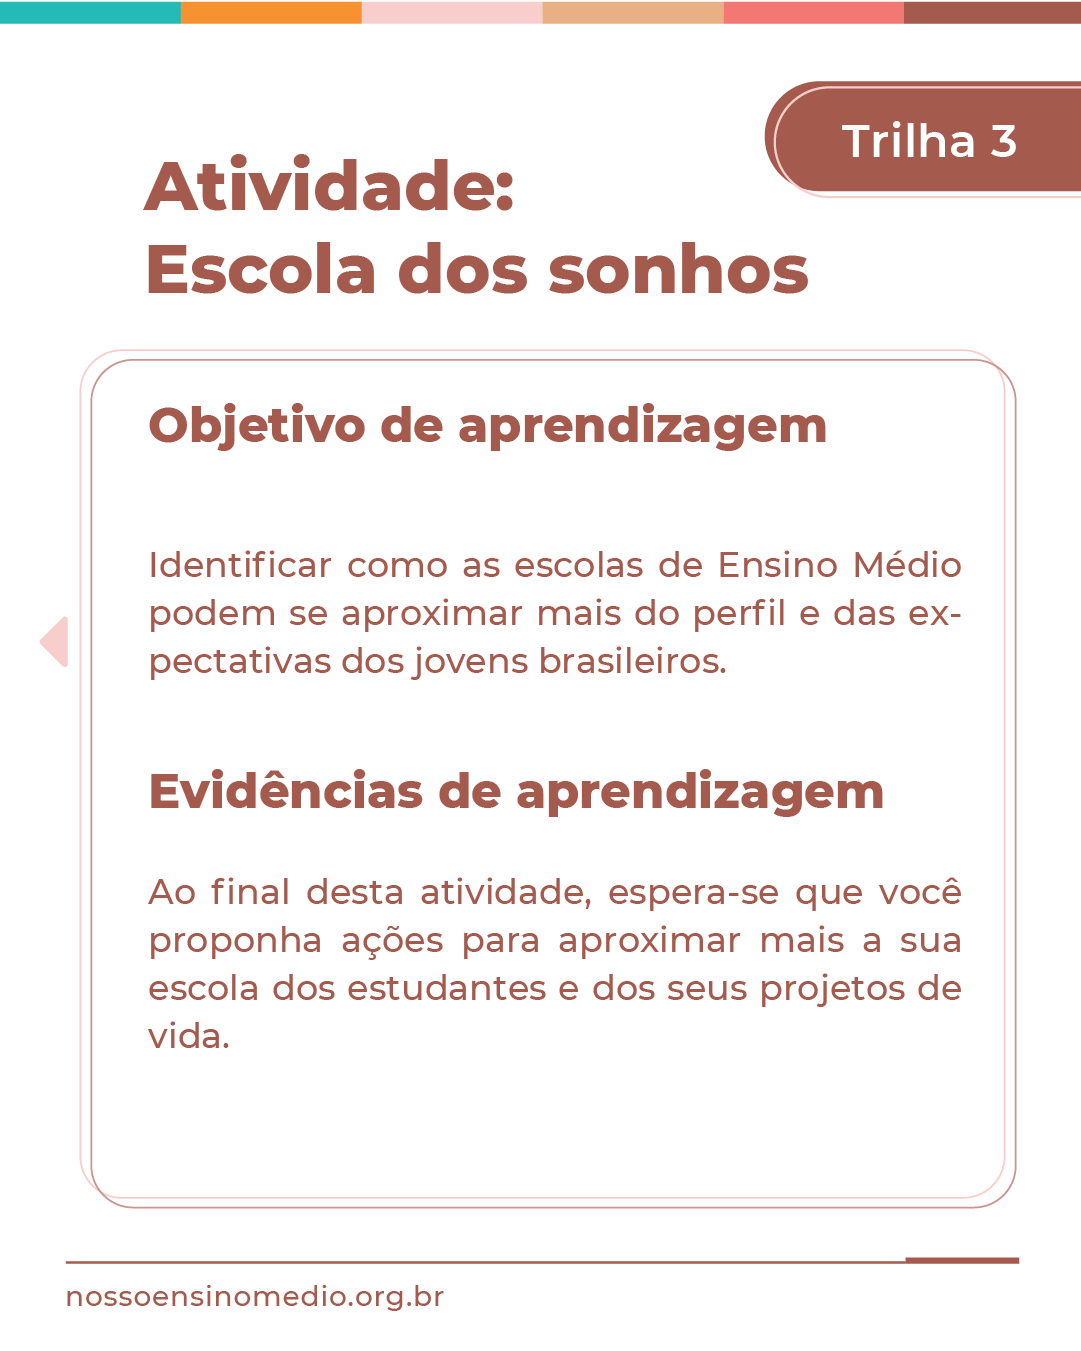 Trilha 3
Atividade:
Escola dos sonhos
Objetivo de aprendizagem
Identificar como as escolas de Ensino Médio
podem se aproximar mais do perfil e das ex-
pectativas dos jovens brasileiros.
Evidências de aprendizagem
Ao final desta atividade, espera-se que você
proponha ações para aproximar mais a sua
escola dos estudantes e dos seus projetos de
vida.
nossoensinomedio.org.br